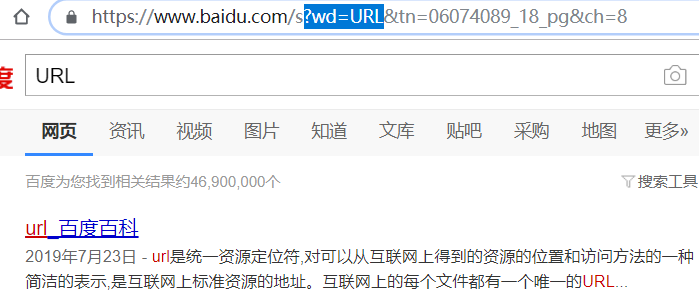 https://www.baidu.com/s?wd=URL&tn=06074089_18_pg&ch=8
度 URL
网页 资讯 视频 图片 知道 文库 贴吧 采购 地图 更多»
百度为您找到相关结果约46,900,000个 搜索工具
url_百度百科
2019年7月23日 - url是统一资源定位符,对可以从互联网上得到的资源的位置和访问方法的一种
简洁的表示,是互联网上标准资源的地址。互联网上的每个文件都有一个唯一的URL...